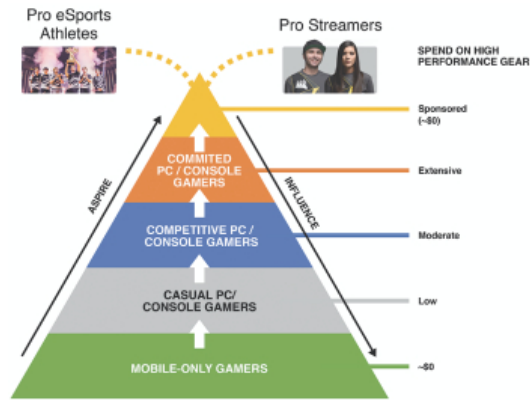 Pro eSports
Athletes
Pro Streamers
SPEND ON HIGH
PERFORMANCE GEAR
Sponsored
(~$0)
COMMITED
PC / CONSOLE
GAMERS
Extensive
ASPIRE
INFLUENCE
COMPETITIVE PC /
CONSOLE GAMERS
Moderate
CASUAL PC/
CONSOLE GAMERS
Low
MOBILE-ONLY GAMERS
~$0